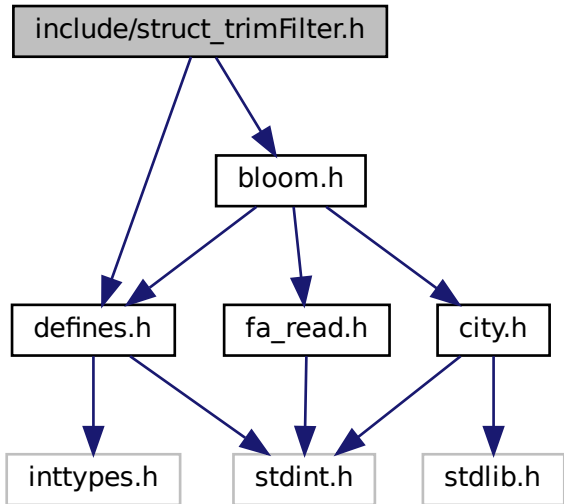 include/struct_trimFilter.h
bloom.h
defines.h
fa_read.h
city.h
inttypes.h
stdint.h
stdlib.h